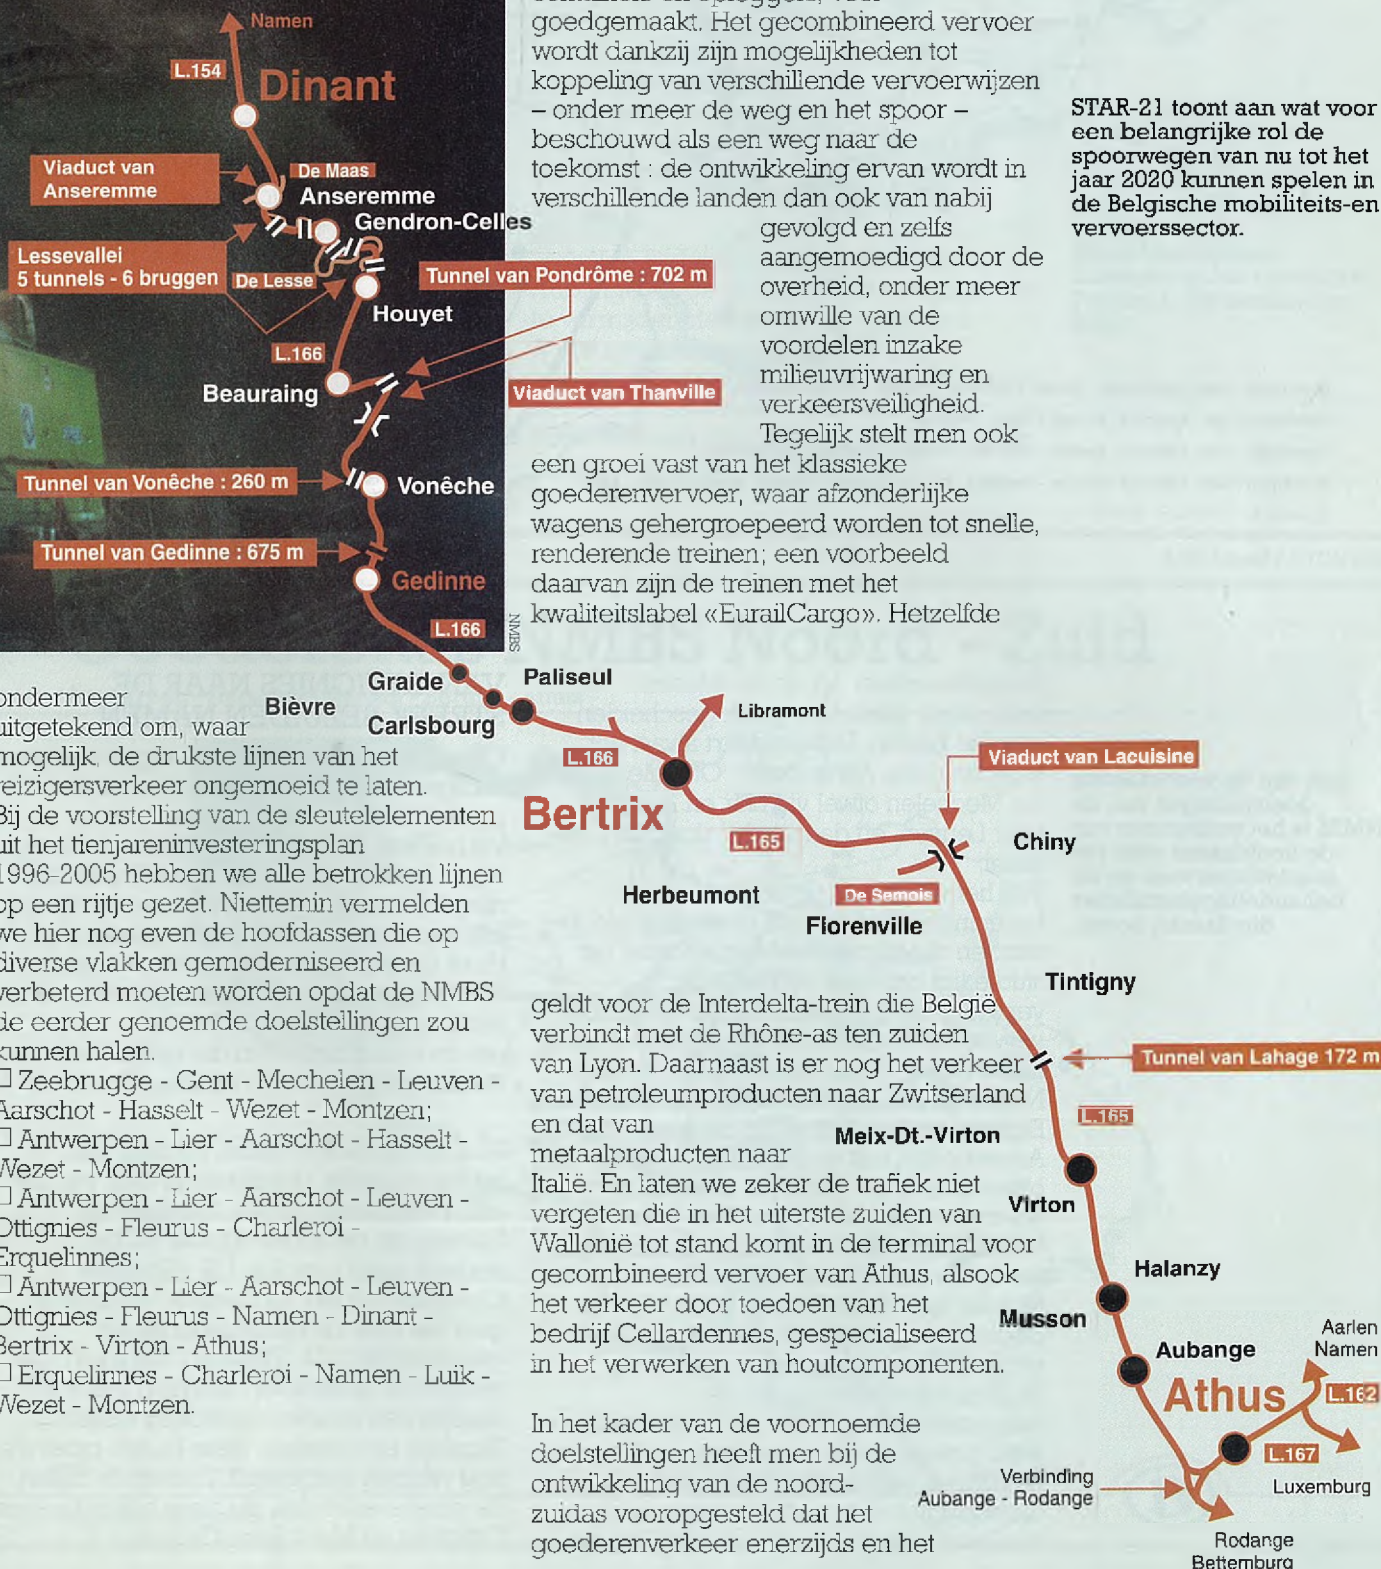 Namen
L.154
Dinant
Viaduct van
Anseremme
De Maas
Anseremme
Gendron-Celles
Lessevallei
5 tunnels - 6 bruggen
De Lesse
Tunnel van Pondrôme : 702 m
Houyet
L.166
Beauraing
Viaduct van Thanville
Tunnel van Vonêche : 260 m
Vonêche
Tunnel van Gedinne : 675 m
Gedinne
L.166
NMBS
Graide
Bièvre
Carlsbourg
Paliseul
Libramont
L.166
Bertrix
Viaduct van Lacuisine
L.165
Chiny
Herbeumont
De Semois
Florenville
Tintigny
Tunnel van Lahage 172 m
L.165
Meix-Dt.-Virton
Virton
Halanzy
Musson
Aubange
Aarlen
Namen
Athus
L.162
L.167
Luxemburg
Verbinding
Aubange - Rodange
Rodange
Bettemburg
ondermeer
uitgetekend om, waar
mogelijk, de drukste lijnen van het
reizigersverkeer ongemoeid te laten.
Bij de voorstelling van de sleutelelementen
uit het tienjareninvesteringsplan
1996-2005 hebben we alle betrokken lijnen
op een rijtje gezet. Niettemin vermelden
we hier nog even de hoofdassen die op
diverse vlakken gemoderniseerd en
verbeterd moeten worden opdat de NMBS
de eerder genoemde doelstellingen zou
kunnen halen.
□ Zeebrugge - Gent - Mechelen - Leuven -
Aarschot - Hasselt - Wezet - Montzen;
□ Antwerpen - Lier - Aarschot - Hasselt -
Wezet - Montzen;
□ Antwerpen - Lier - Aarschot - Leuven -
Ottignies - Fleurus - Charleroi -
Erquelinnes;
□ Antwerpen - Lier - Aarschot - Leuven -
Ottignies - Fleurus - Namen - Dinant -
Bertrix - Virton - Athus;
□ Erquelinnes - Charleroi - Namen - Luik -
Wezet - Montzen.
goedgemaakt. Het gecombineerd vervoer
wordt dankzij zijn mogelijkheden tot
koppeling van verschillende vervoerwijzen
– onder meer de weg en het spoor –
beschouwd als een weg naar de
toekomst : de ontwikkeling ervan wordt in
verschillende landen dan ook van nabij
gevolgd en zelfs
aangemoedigd door de
overheid, onder meer
omwille van de
voordelen inzake
milieuvrijwaring en
verkeersveiligheid.
Tegelijk stelt men ook
een groei vast van het klassieke
goederenvervoer, waar afzonderlijke
wagens gehergroepeerd worden tot snelle,
renderende treinen; een voorbeeld
daarvan zijn de treinen met het
kwaliteitslabel «EurailCargo». Hetzelfde
geldt voor de Interdelta-trein die België
verbindt met de Rhône-as ten zuiden
van Lyon. Daarnaast is er nog het verkeer
van petroleumproducten naar Zwitserland
en dat van
metaalproducten naar
Italië. En laten we zeker de trafiek niet
vergeten die in het uiterste zuiden van
Wallonië tot stand komt in de terminal voor
gecombineerd vervoer van Athus, alsook
het verkeer door toedoen van het
bedrijf Cellardennes, gespecialiseerd
in het verwerken van houtcomponenten.
In het kader van de voornoemde
doelstellingen heeft men bij de
ontwikkeling van de noord-
zuidas vooropgesteld dat het
goederenverkeer enerzijds en het
STAR-21 toont aan wat voor
een belangrijke rol de
spoorwegen van nu tot het
jaar 2020 kunnen spelen in
de Belgische mobiliteits-en
vervoerssector.